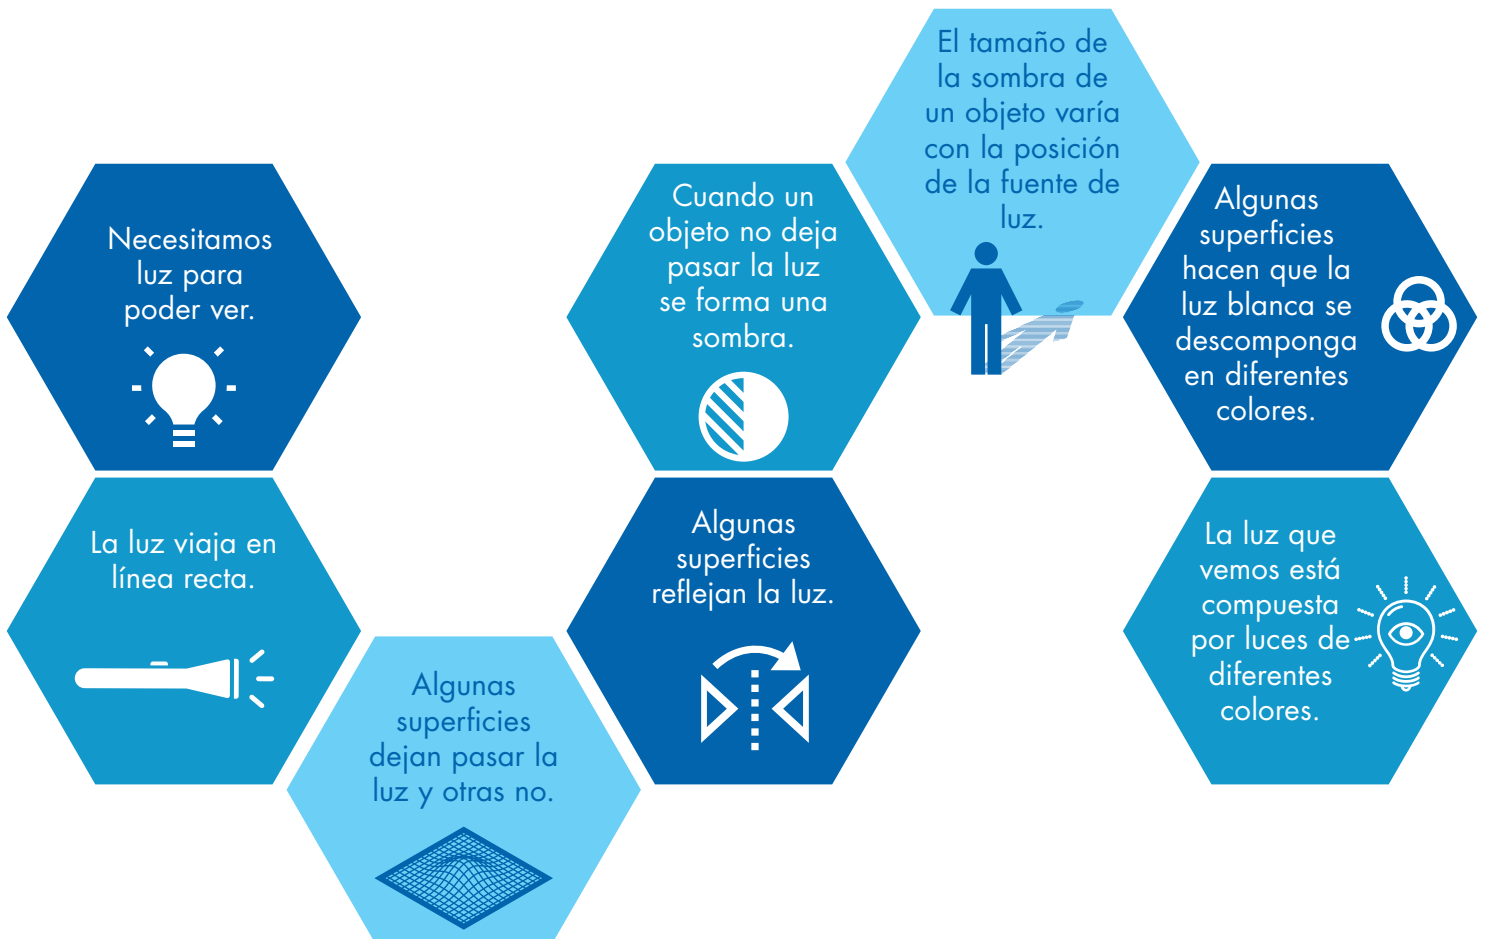 Necesitamos
luz para
poder ver.
La luz viaja en
línea recta.
Algunas
superficies
dejan pasar la
luz y otras no.
Algunas
superficies
reflejan la luz.
Cuando un
objeto no deja
pasar la luz
se forma una
sombra.
El tamaño de
la sombra de
un objeto varía
con la posición
de la fuente de
luz.
Algunas
superficies
hacen que la
luz blanca se
descomponga
en diferentes
colores.
La luz que
vemos está
compuesta
por luces de
diferentes
colores.